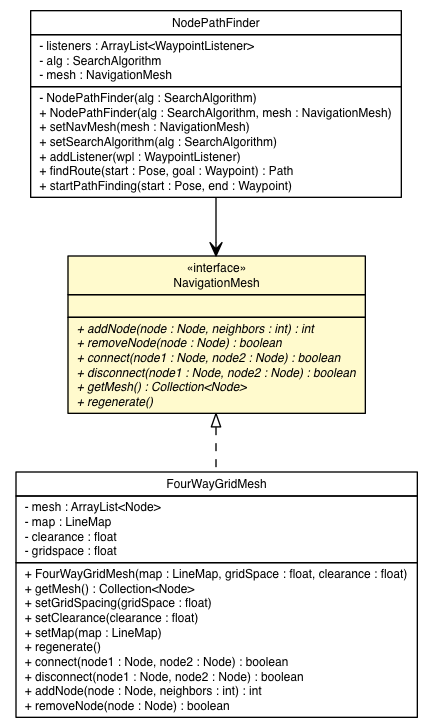 NodePathFinder
- listeners : ArrayList<WaypointListener>
- alg : SearchAlgorithm
- mesh : NavigationMesh
- NodePathFinder(alg : SearchAlgorithm)
+ NodePathFinder(alg : SearchAlgorithm, mesh : NavigationMesh)
+ setNavMesh(mesh : NavigationMesh)
+ setSearchAlgorithm(alg : SearchAlgorithm)
+ addListener(wpl : WaypointListener)
+ findRoute(start : Pose, goal : Waypoint) : Path
+ startPathFinding(start : Pose, end : Waypoint)
«interface»
NavigationMesh
+ addNode(node : Node, neighbors : int) : int
+ removeNode(node : Node) : boolean
+ connect(node1 : Node, node2 : Node) : boolean
+ disconnect(node1 : Node, node2 : Node) : boolean
+ getMesh() : Collection<Node>
+ regenerate()
FourWayGridMesh
- mesh : ArrayList<Node>
- map : LineMap
- clearance : float
- gridspace : float
+ FourWayGridMesh(map : LineMap, gridSpace : float, clearance : float)
+ getMesh() : Collection<Node>
+ setGridSpacing(gridSpace : float)
+ setClearance(clearance : float)
+ setMap(map : LineMap)
+ regenerate()
+ connect(node1 : Node, node2 : Node) : boolean
+ disconnect(node1 : Node, node2 : Node) : boolean
+ addNode(node : Node, neighbors : int) : int
+ removeNode(node : Node) : boolean